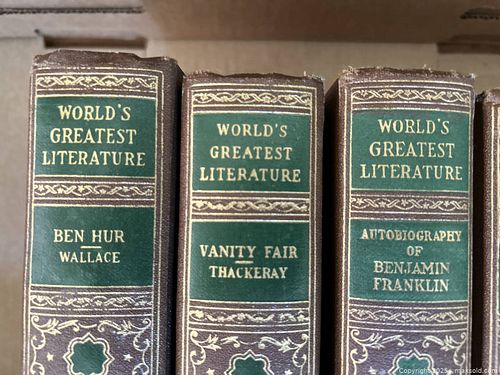 WORLD'S
GREATEST
LITERATURE
BEN HUR
WALLACE
WORLD'S
GREATEST
LITERATURE
VANITY FAIR
THACKERAY
WORLD'S
GREATEST
LITERATURE
AUTOBIOGRAPHY
OF
BENJAMIN
FRANKLIN